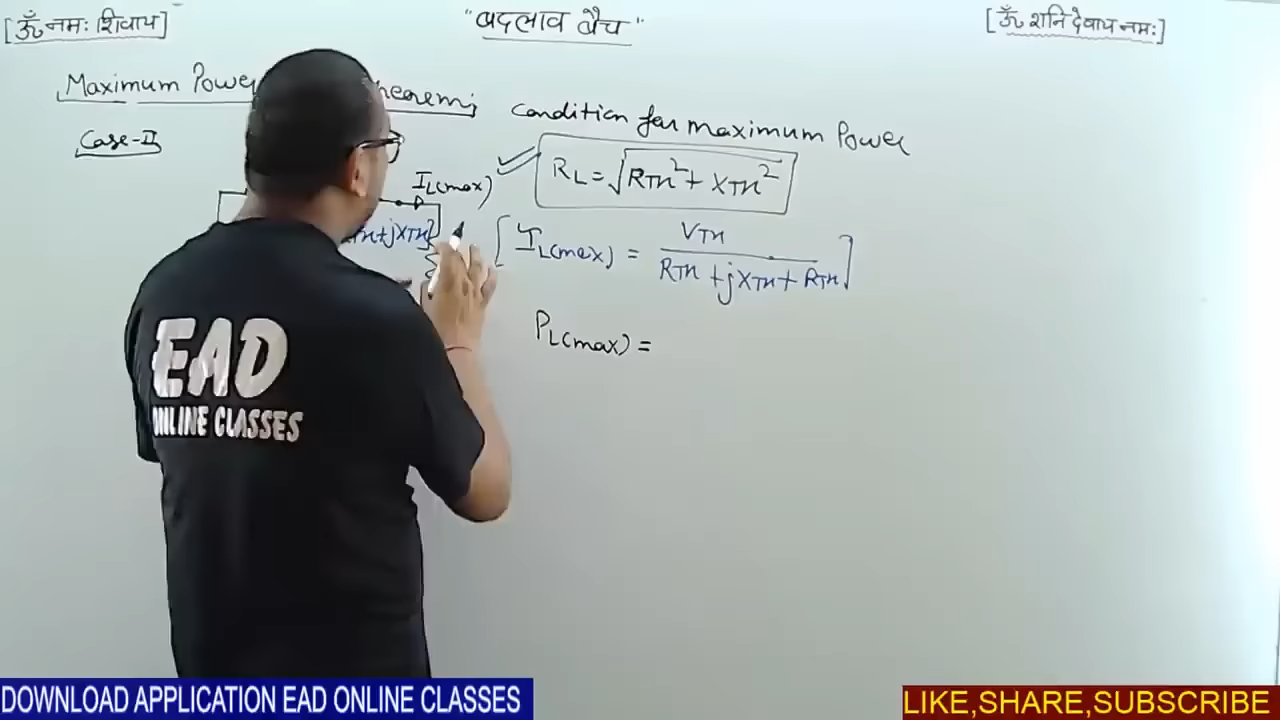 [ॐ नमः शिवाय]
"बदलाव बैच"
[ॐ शनि देवाय नमः]
Maximum Power
Case-II
condition for maximum Power
RL = √RTH² + XTH²
IL(max)
IL(max) = VTH / RTH + jXTH + RTH
PL(max) =
EAD
ONLINE CLASSES
DOWNLOAD APPLICATION EAD ONLINE CLASSES
LIKE,SHARE,SUBSCRIBE